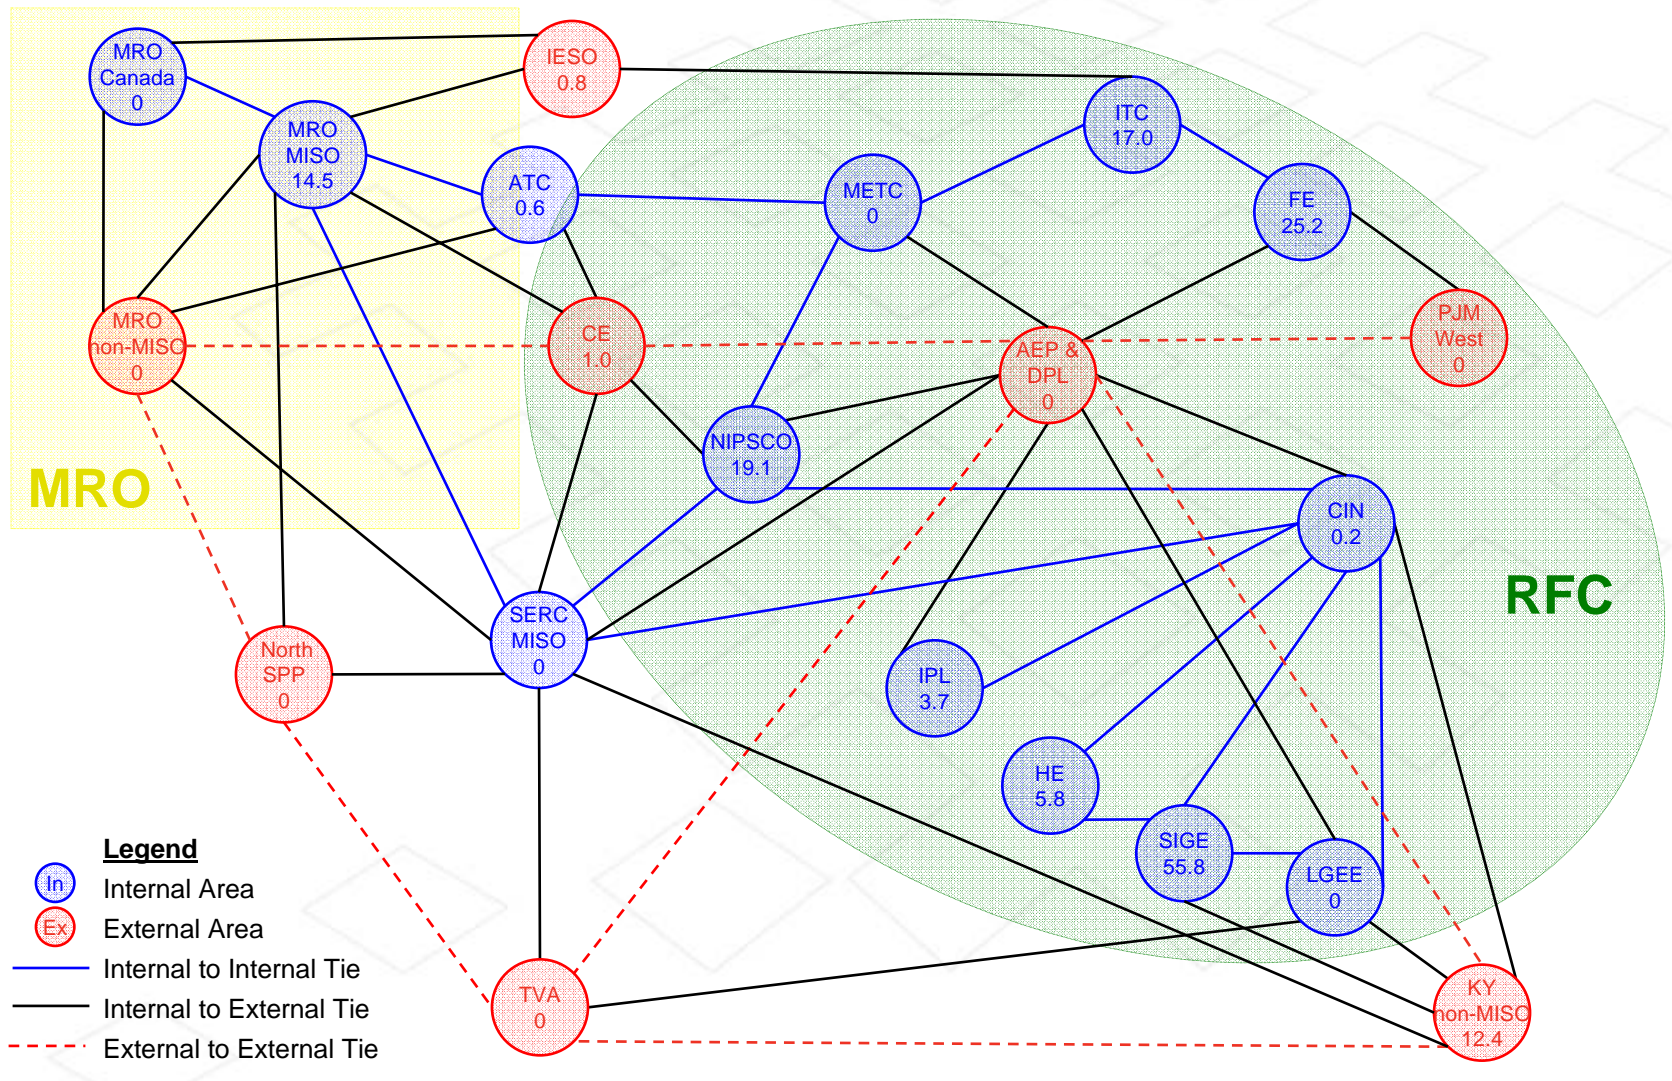 MRO
Canada
0
IESO
0.8
MRO
MISO
14.5
ITC
17.0
ATC
0.6
METC
0
FE
25.2
MRO
non-MISO
0
CE
1.0
AEP &
DPL
0
PJM
West
0
NIPSCO
19.1
MRO
CIN
0.2
RFC
SERC
MISO
0
North
SPP
0
IPL
3.7
HE
5.8
SIGE
55.8
LGEE
0
TVA
0
KY
non-MISO
12.4
Legend
In
Internal Area
Ex
External Area
Internal to Internal Tie
Internal to External Tie
External to External Tie